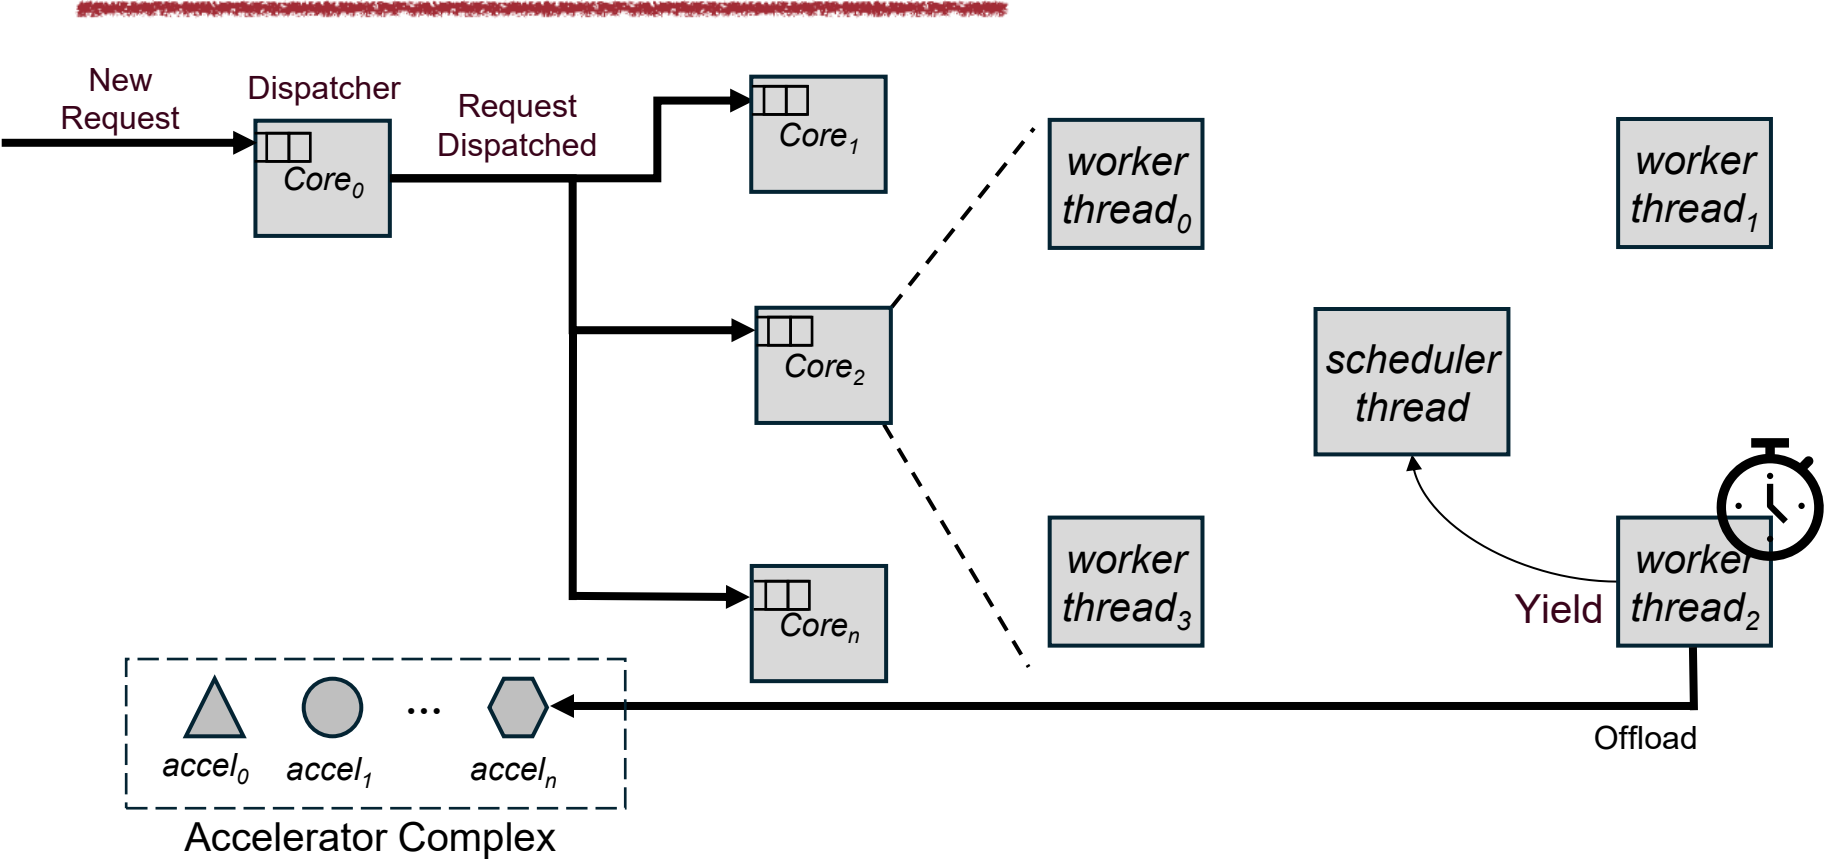 New
Request
Dispatcher
Core0
Request
Dispatched
Core1
Core2
Coren
worker
thread0
worker
thread1
scheduler
thread
worker
thread3
Yield
worker
thread2
Offload
accel0
accel1
...
acceln
Accelerator Complex